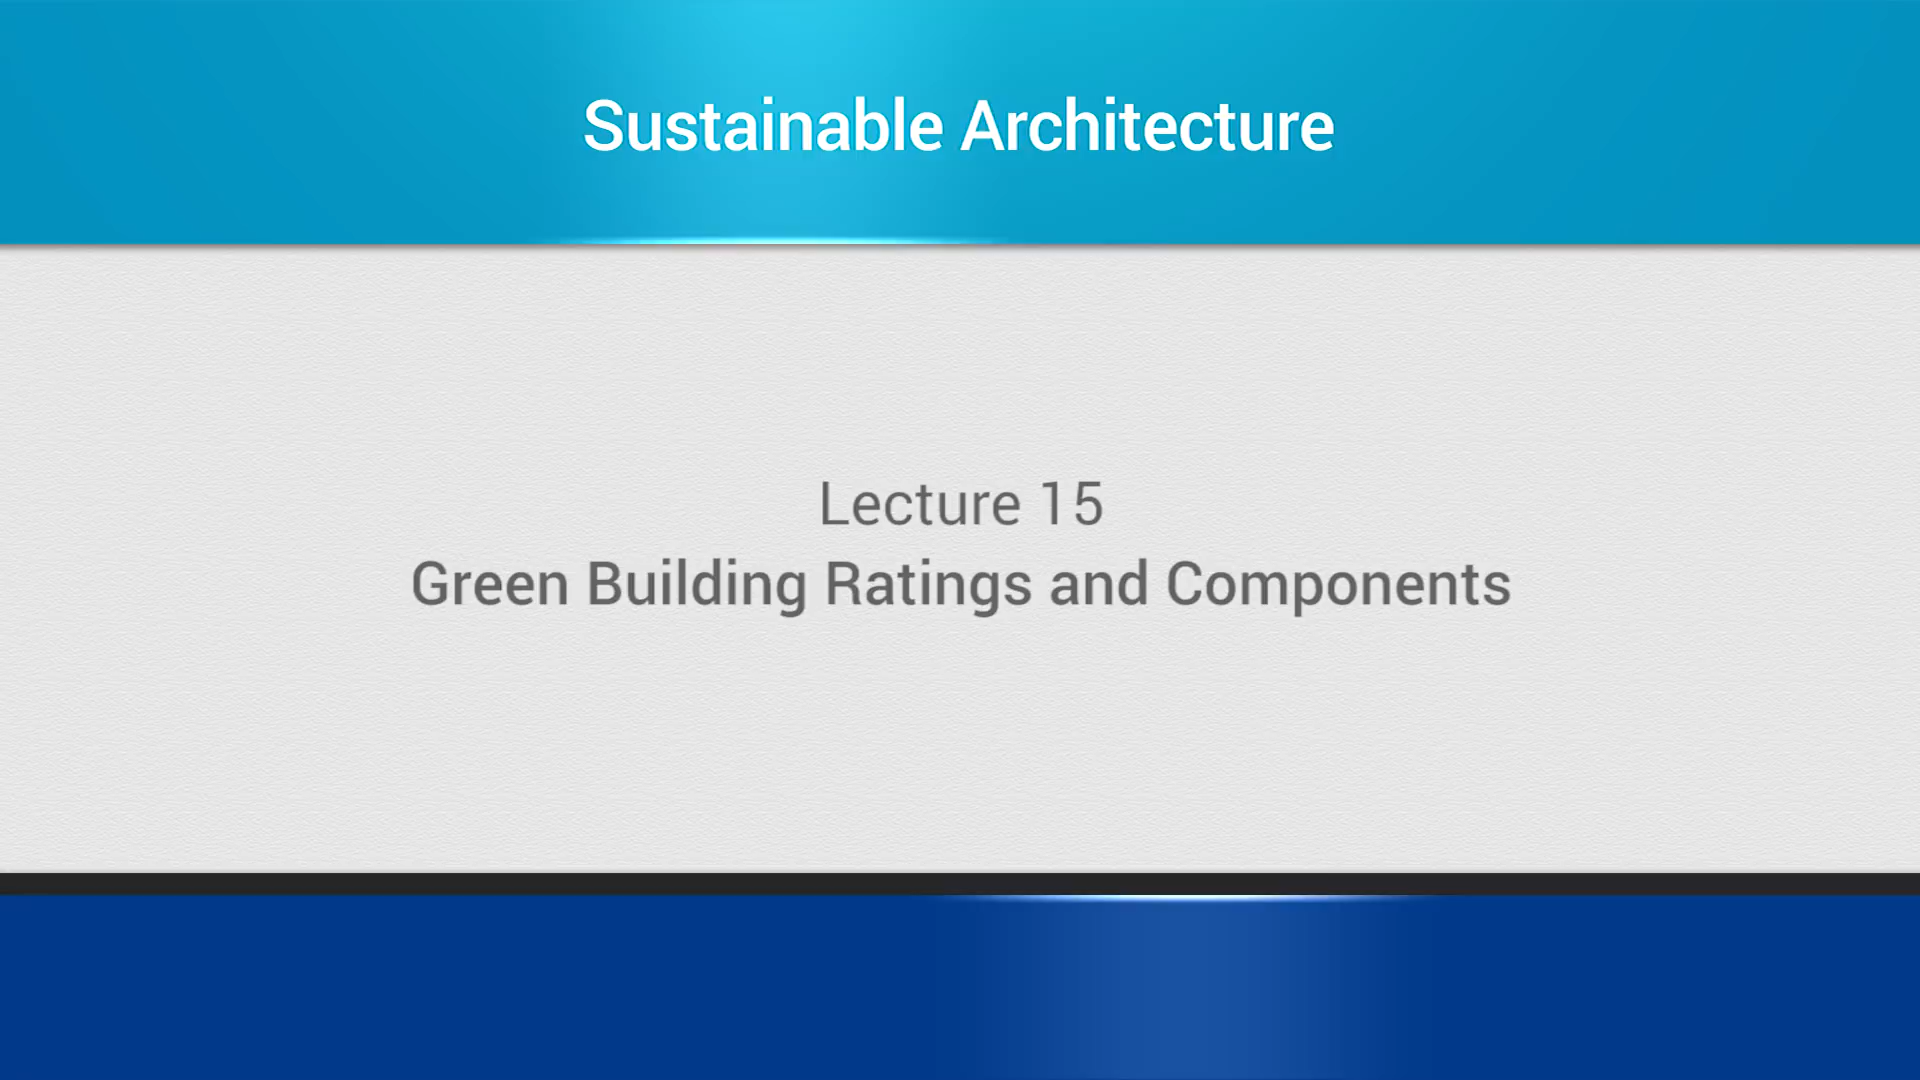 Sustainable Architecture
Lecture 15
Green Building Ratings and Components